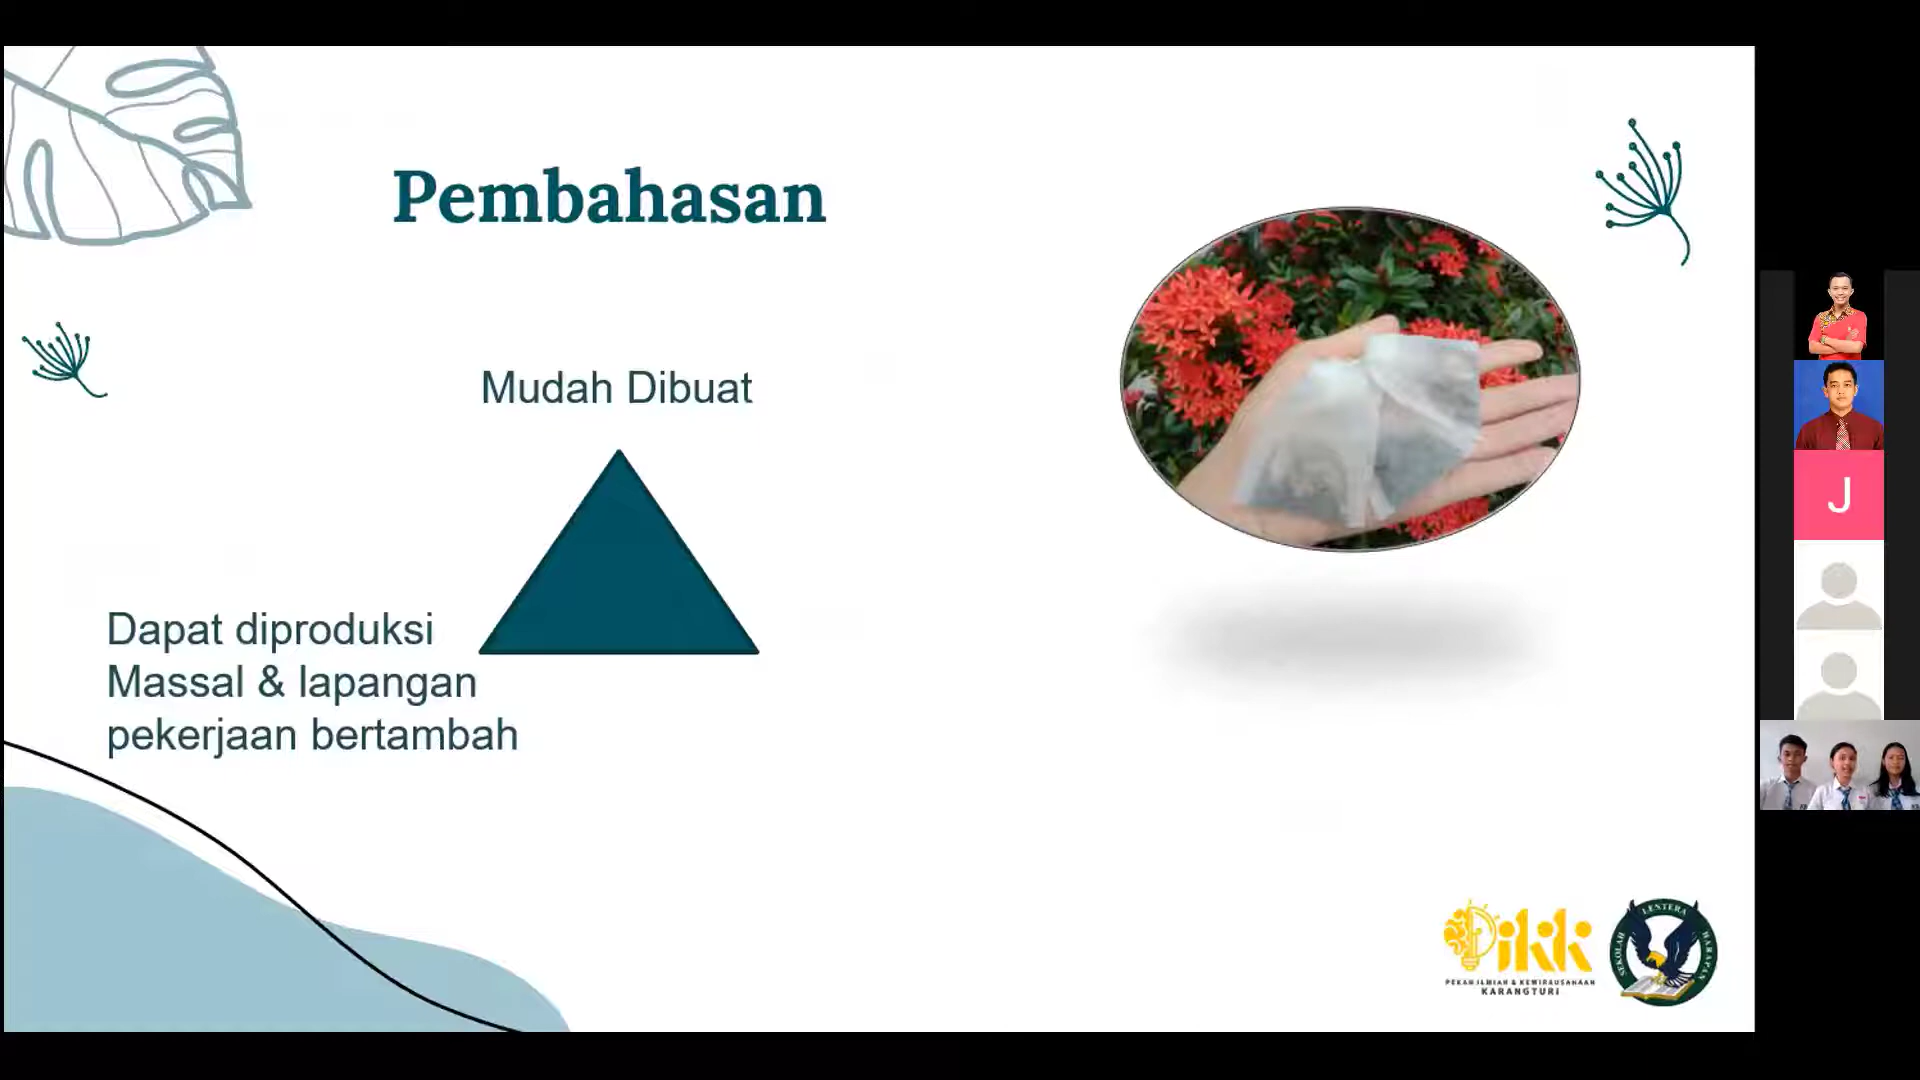 Pembahasan
Mudah Dibuat
Dapat diproduksi
Massal & lapangan
pekerjaan bertambah
J
Pikk
PEKAN ILMIAH & KEWIRAUSAHAAN
KARANGTURI
SEKOLAH LENTERA HARAPAN